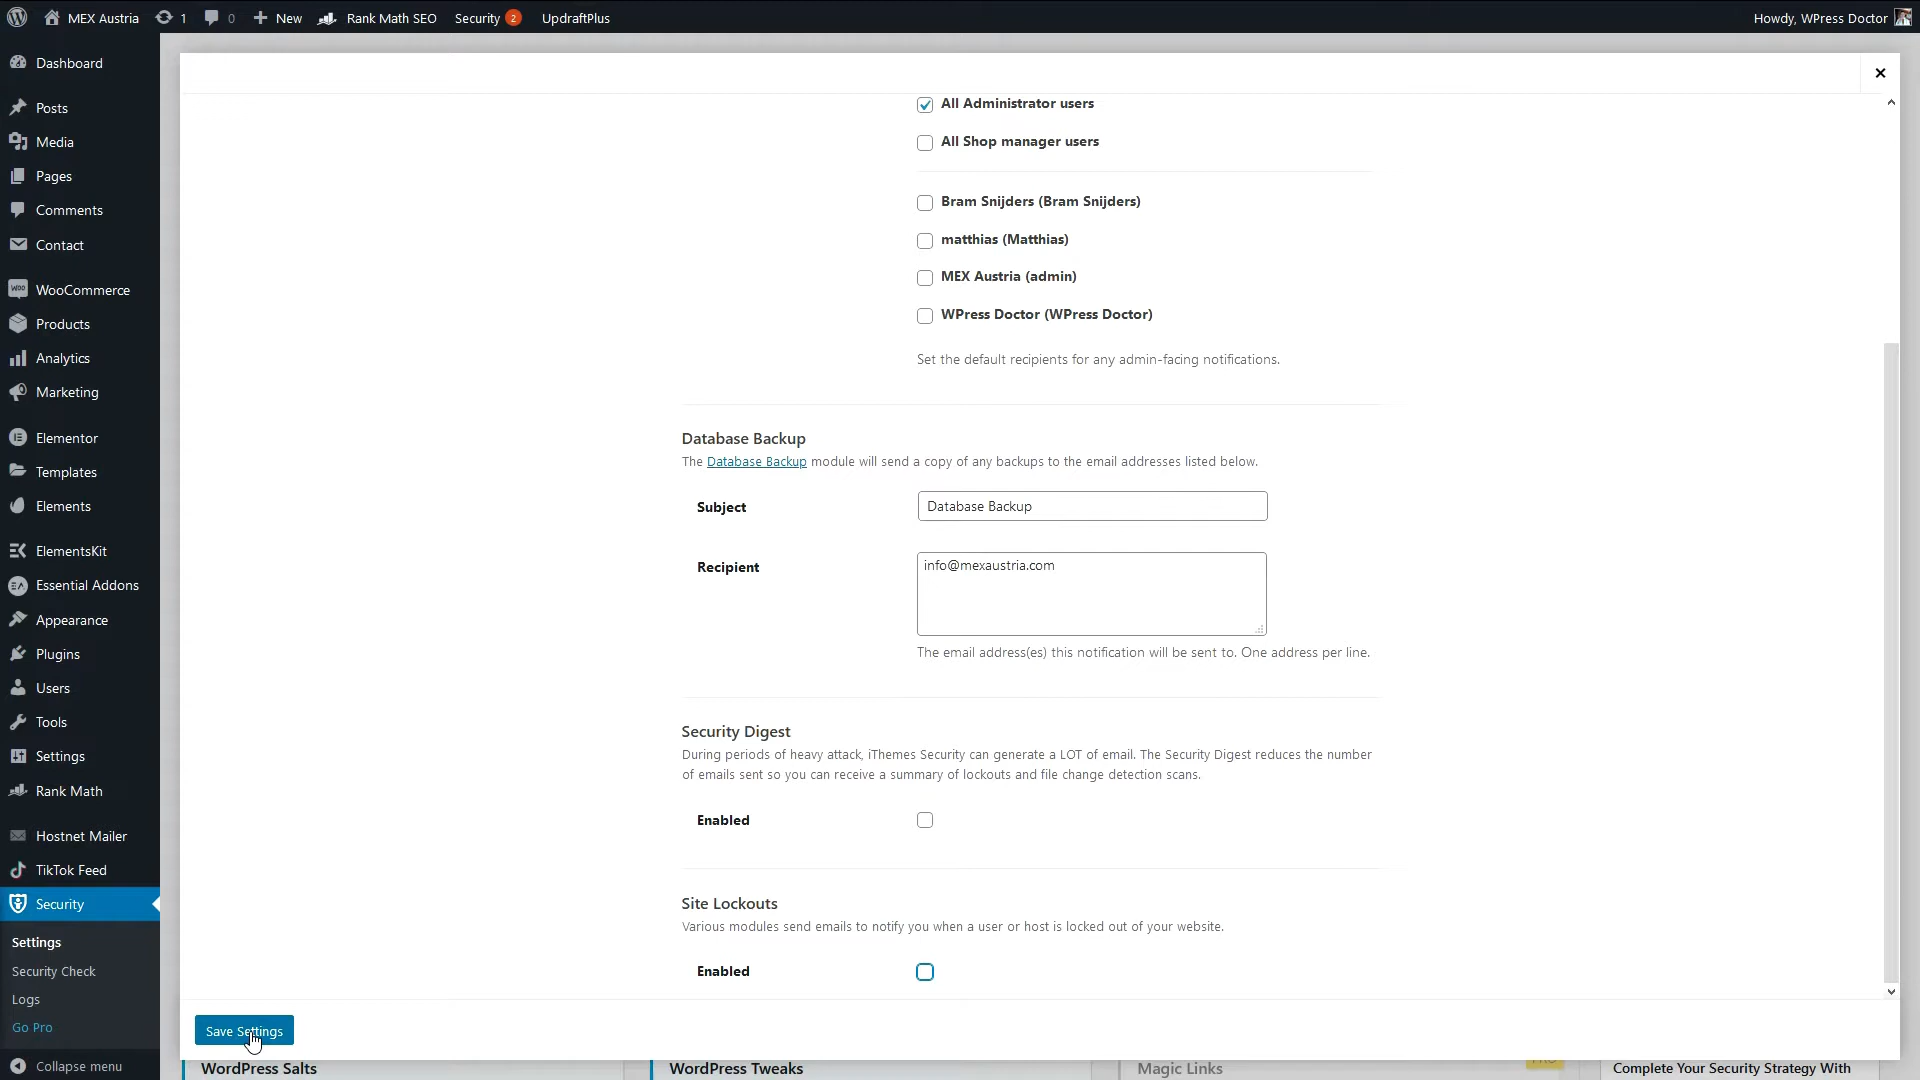 MEX Austria 1 0 New Rank Math SEO Security 2 UpdraftPlus Howdy, WPress Doctor
Dashboard
Posts
Media
Pages
Comments
Contact
WooCommerce
Products
Analytics
Marketing
Elementor
Templates
Elements
ElementsKit
Essential Addons
Appearance
Plugins
Users
Tools
Settings
Rank Math
Hostnet Mailer
TikTok Feed
Security
Settings
Security Check
Logs
Go Pro
Collapse menu
All Administrator users
All Shop manager users
Bram Snijders (Bram Snijders)
matthias (Matthias)
MEX Austria (admin)
WPress Doctor (WPress Doctor)
Set the default recipients for any admin-facing notifications.
Database Backup
The Database Backup module will send a copy of any backups to the email addresses listed below.
Subject Database Backup
Recipient info@mexaustria.com
The email address(es) this notification will be sent to. One address per line.
Security Digest
During periods of heavy attack, iThemes Security can generate a LOT of email. The Security Digest reduces the number
of emails sent so you can receive a summary of lockouts and file change detection scans.
Enabled
Site Lockouts
Various modules send emails to notify you when a user or host is locked out of your website.
Enabled
Save Settings
WordPress Salts WordPress Tweaks Magic Links Complete Your Security Strategy With